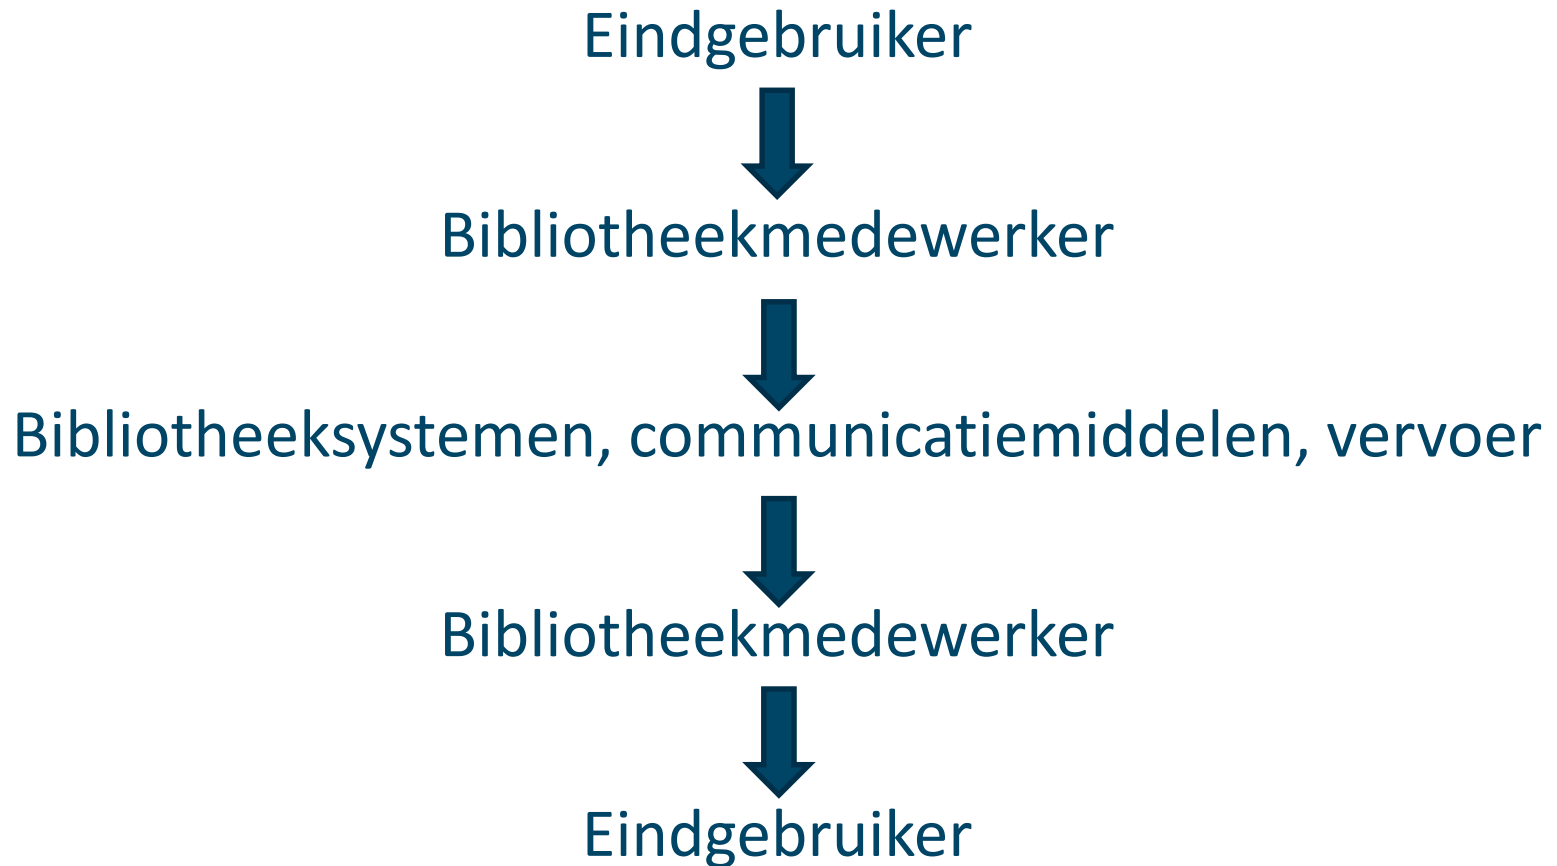 Eindgebruiker
Bibliotheekmedewerker
Bibliotheeksystemen, communicatiemiddelen, vervoer
Bibliotheekmedewerker
Eindgebruiker